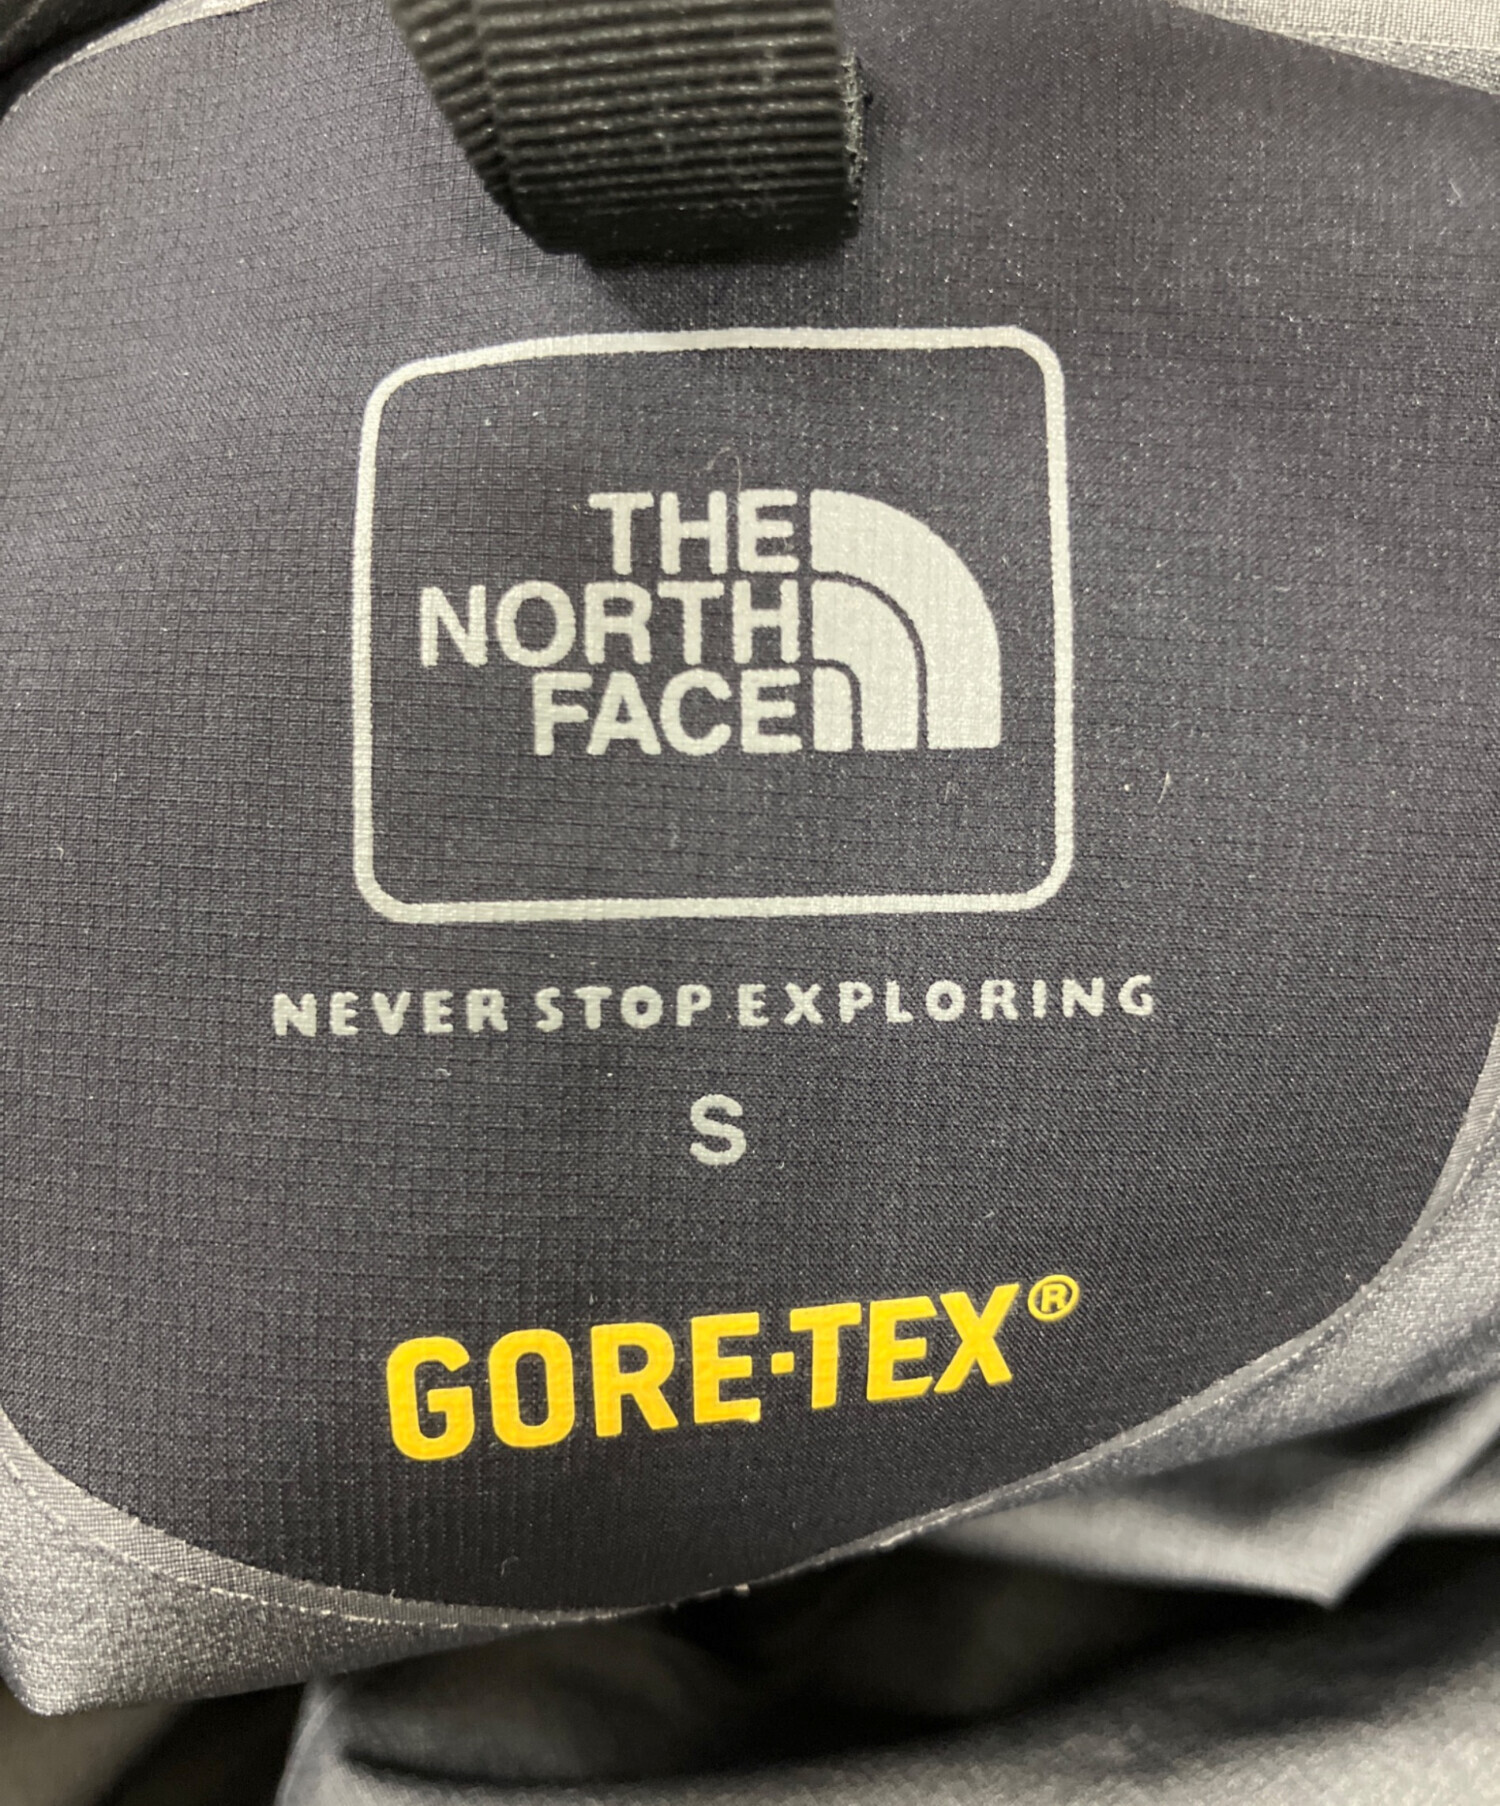 THE
NORTH
FACE
NEVER STOP EXPLORING
S
GORE-TEX®